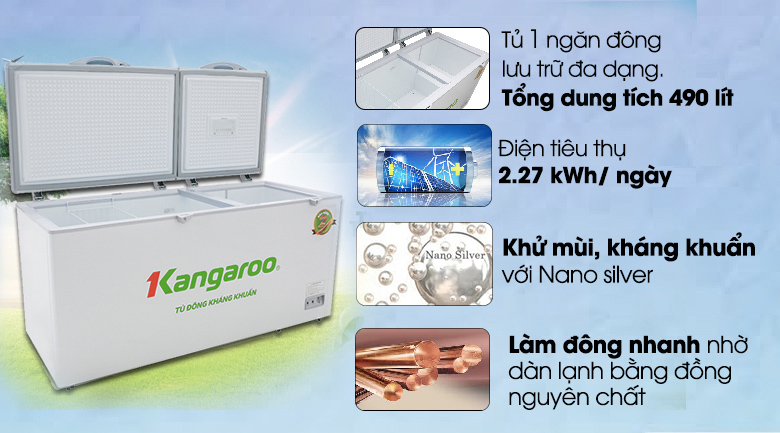 Tủ 1 ngăn đông
lưu trữ đa dạng.
Tổng dung tích 490 lít
Điện tiêu thụ
2.27 kWh/ ngày
Nano Silver
Khử mùi, kháng khuẩn
với Nano silver
Làm đông nhanh nhờ
dàn lạnh bằng đồng
nguyên chất
1Kangaroo®
TỦ ĐÔNG KHÁNG KHUẨN